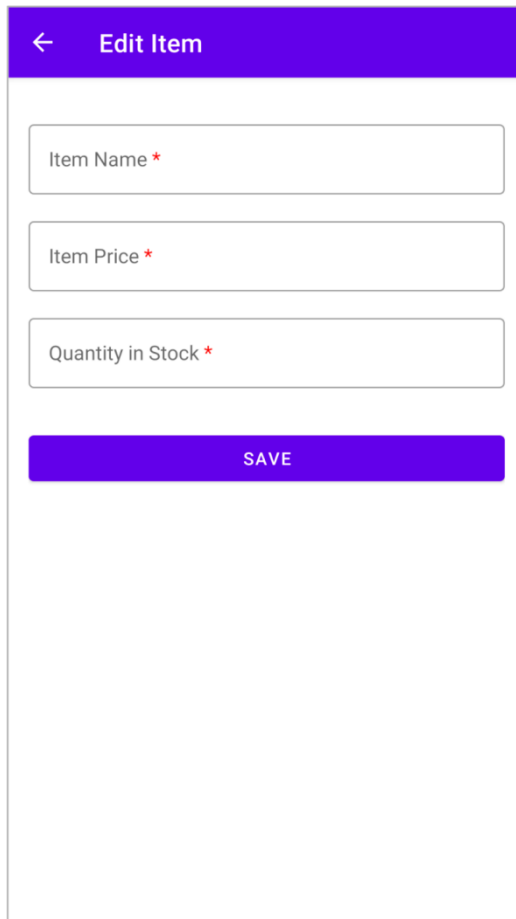 Edit Item
Item Name *
Item Price *
Quantity in Stock *
SAVE